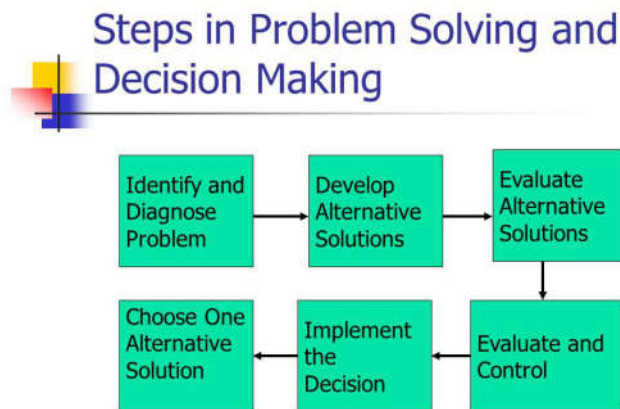 Steps in Problem Solving and
Decision Making
Identify and
Diagnose
Problem
Develop
Alternative
Solutions
Evaluate
Alternative
Solutions
Choose One
Alternative
Solution
Implement
the
Decision
Evaluate and
Control